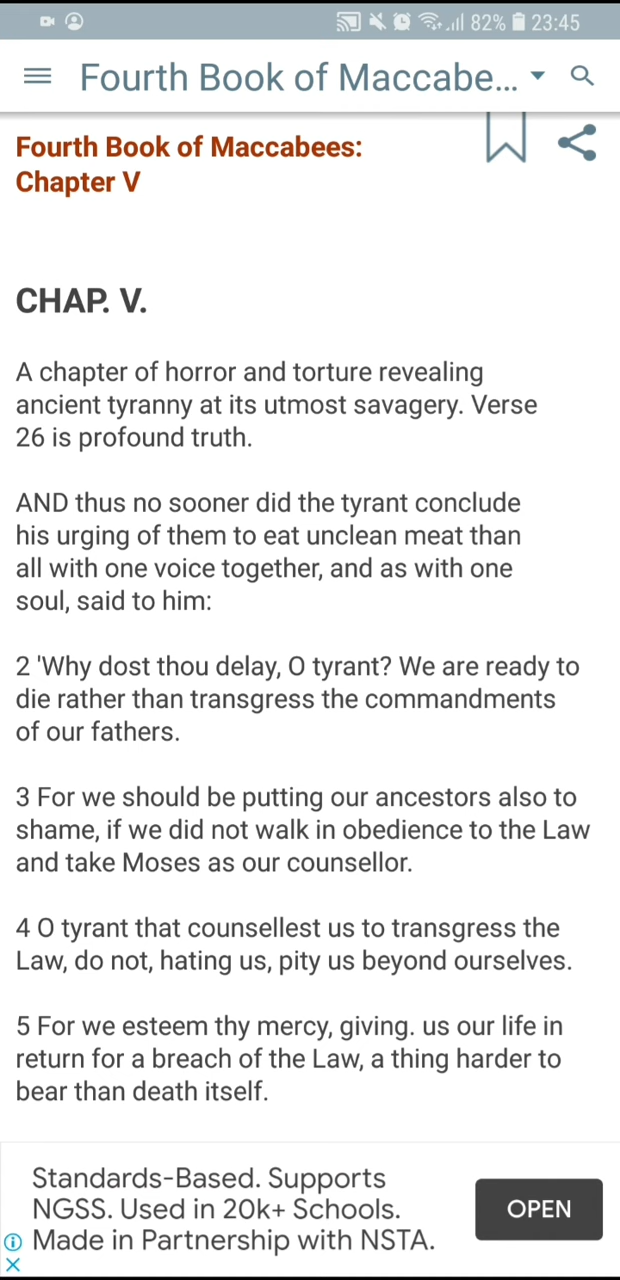 82% 23:45
Fourth Book of Maccabe...
Fourth Book of Maccabees:
Chapter V
CHAP. V.
A chapter of horror and torture revealing
ancient tyranny at its utmost savagery. Verse
26 is profound truth.
AND thus no sooner did the tyrant conclude
his urging of them to eat unclean meat than
all with one voice together, and as with one
soul, said to him:
2 'Why dost thou delay, O tyrant? We are ready to
die rather than transgress the commandments
of our fathers.
3 For we should be putting our ancestors also to
shame, if we did not walk in obedience to the Law
and take Moses as our counsellor.
4 O tyrant that counsellest us to transgress the
Law, do not, hating us, pity us beyond ourselves.
5 For we esteem thy mercy, giving. us our life in
return for a breach of the Law, a thing harder to
bear than death itself.
Standards-Based. Supports
NGSS. Used in 20k+ Schools.
Made in Partnership with NSTA.
OPEN